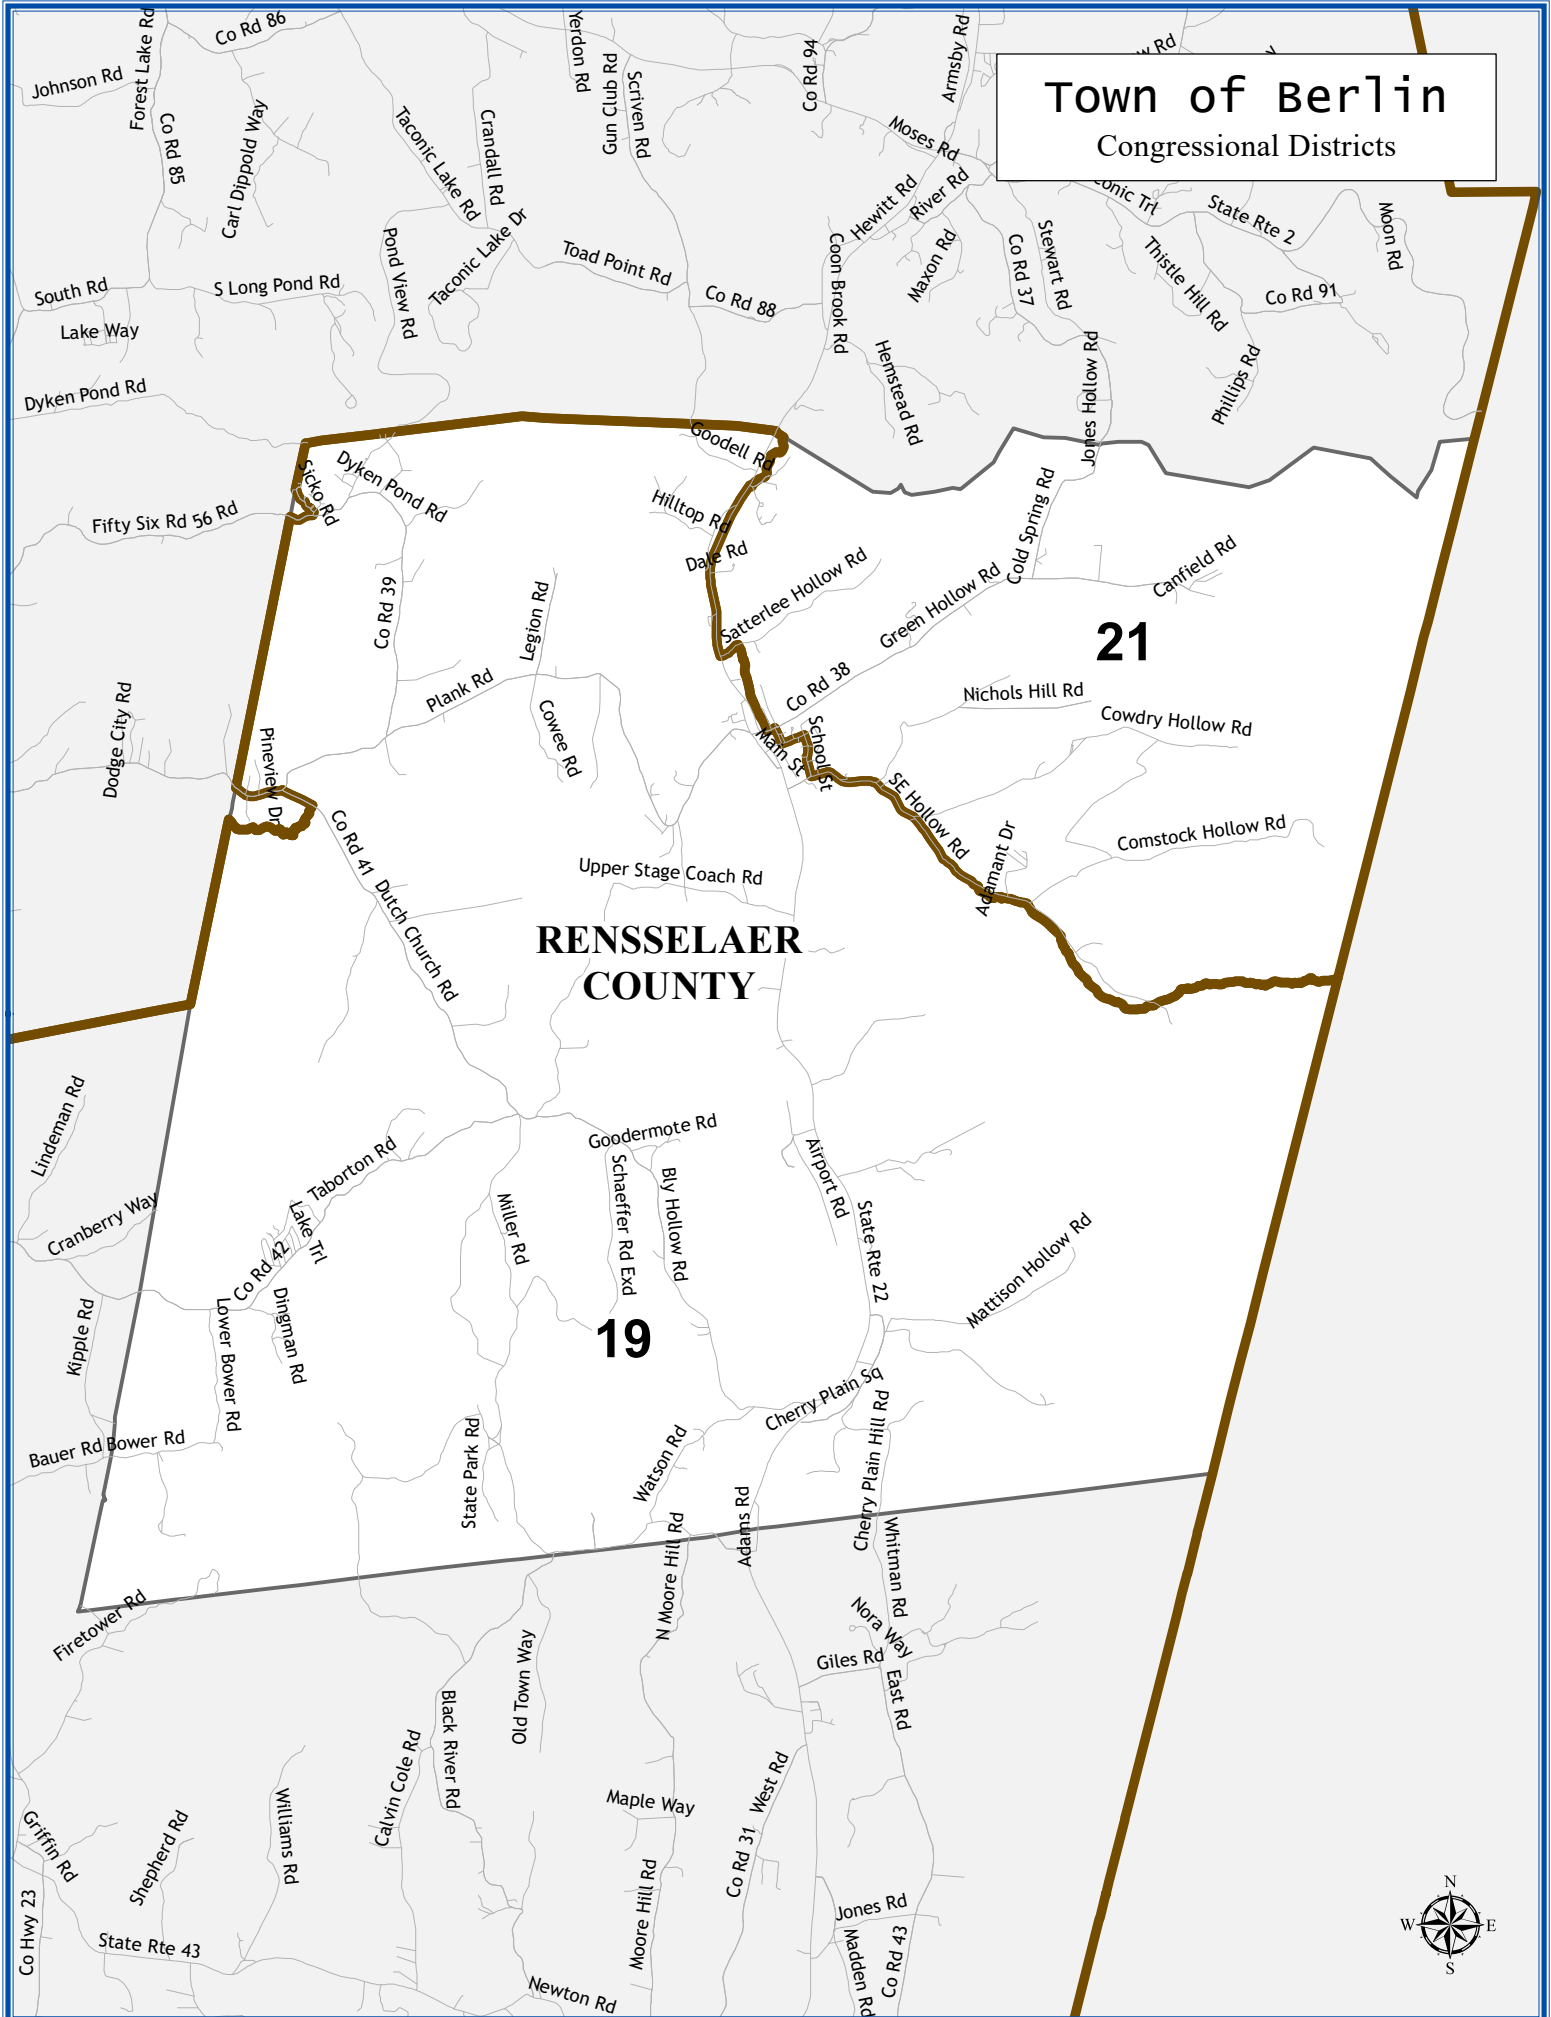 Town of Berlin
Congressional Districts
Co Rd 86
Forest Lake Rd
Johnson Rd
Co Rd 85
Carl Dippold Way
Taconic Lake Rd
Crandall Rd
Yerdon Rd
Gun Club Rd
Scriven Rd
Co Rd 94
Armsby Rd
Moses Rd
Hewitt Rd
River Rd
Maxon Rd
Co Rd 37
Stewart Rd
State Rte 2
Moon Rd
Thistle Hill Rd
Co Rd 91
Phillips Rd
South Rd
S Long Pond Rd
Lake Way
Pond View Rd
Taconic Lake Dr
Toad Point Rd
Co Rd 88
Coon Brook Rd
Hemstead Rd
Jones Hollow Rd
Dyken Pond Rd
Goodell Rd
Sicko Rd
Dyken Pond Rd
Fifty Six Rd 56 Rd
Hilltop Rd
Dale Rd
Cold Spring Rd
Canfield Rd
Satterlee Hollow Rd
Green Hollow Rd
Co Rd 39
Legion Rd
21
Co Rd 38
Nichols Hill Rd
Cowdry Hollow Rd
Plank Rd
Cowee Rd
Main St
School St
Dodge City Rd
Pineview Dr
SE Hollow Rd
Adamant Dr
Comstock Hollow Rd
Co Rd 41
Dutch Church Rd
Upper Stage Coach Rd
RENSSELAER
COUNTY
Lindeman Rd
Goodermote Rd
Taborton Rd
Schaeffer Rd Exd
Bly Hollow Rd
Airport Rd
State Rte 22
Mattison Hollow Rd
Cranberry Way
Lake Trl
Co Rd 42
Miller Rd
Kipple Rd
Lower Bower Rd
Dingman Rd
19
Cherry Plain Sq
Cherry Plain Hill Rd
Bauer Rd
Bower Rd
State Park Rd
Watson Rd
N Moore Hill Rd
Adams Rd
Whitman Rd
Firetower Rd
Nora Way
Giles Rd
East Rd
Old Town Way
Black River Rd
Calvin Cole Rd
West Rd
Co Rd 31
Maple Way
Griffin Rd
Shepherd Rd
Williams Rd
Moore Hill Rd
Co Hwy 23
State Rte 43
Newton Rd
Jones Rd
Madden Rd
Co Rd 43
N
W
E
S